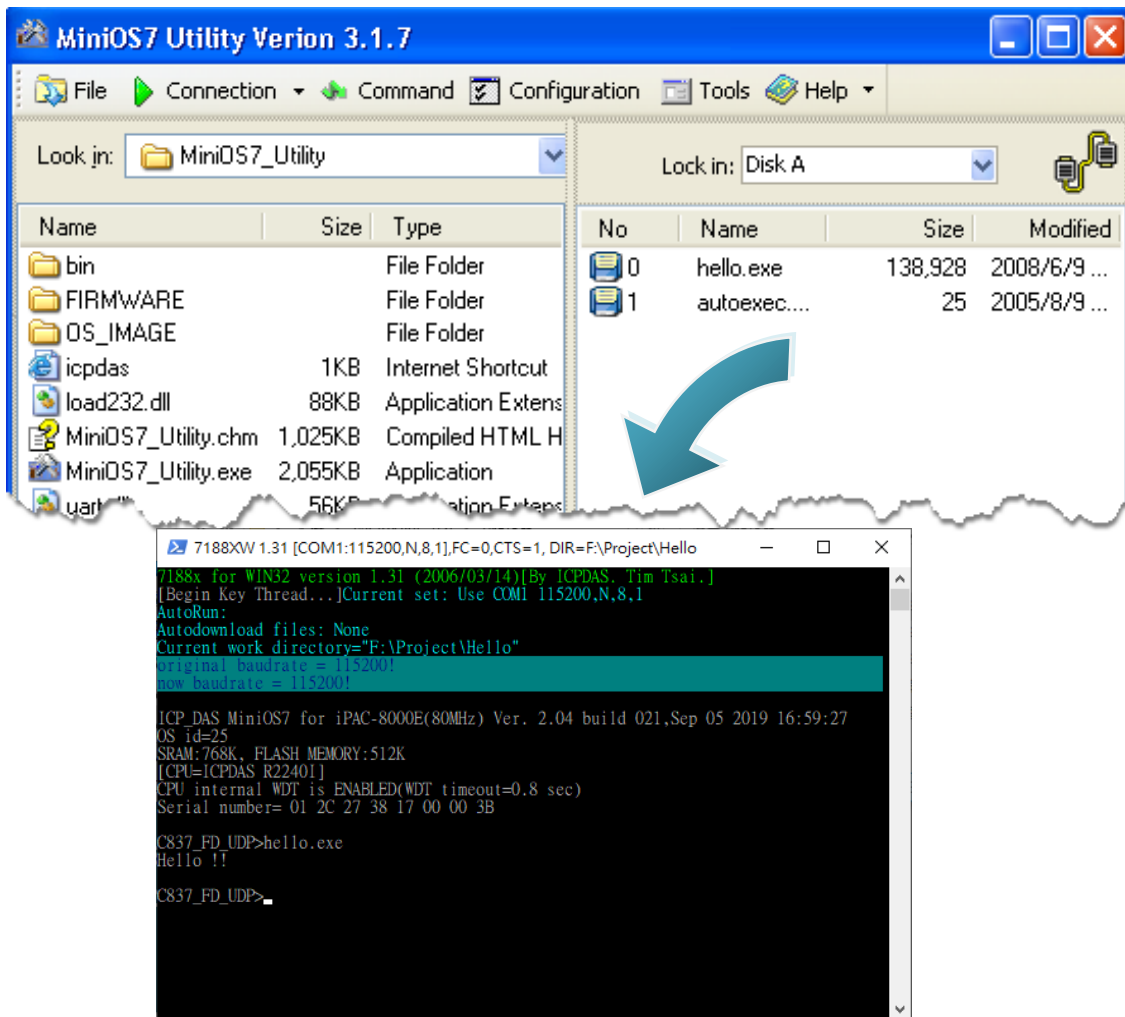 MiniOS7 Utility Verion 3.1.7
File Connection Command Configuration Tools Help
Look in: MiniOS7_Utility
Lock in: Disk A
Name Size Type
bin File Folder
FIRMWARE File Folder
OS_IMAGE File Folder
icpdas 1KB Internet Shortcut
load232.dll 88KB Application Extens
MiniOS7_Utility.chm 1,025KB Compiled HTML H
MiniOS7_Utility.exe 2,055KB Application
No Name Size Modified
0 hello.exe 138,928 2008/6/9 ...
1 autoexec.... 25 2005/8/9 ...
7188XW 1.31 [COM1:115200,N,8,1],FC=0,CTS=1, DIR=F:\Project\Hello
7188x for WIN32 version 1.31 (2006/03/14)[By ICPDAS. Tim Tsai.]
[Begin Key Thread...]Current set: Use COM1 115200,N,8,1
AutoRun:
Autodownload files: None
Current work directory="F:\Project\Hello"
original baudrate = 115200!
now baudrate = 115200!
ICP_DAS MiniOS7 for iPAC-8000E(80MHz) Ver. 2.04 build 021,Sep 05 2019 16:59:27
OS id=25
SRAM:768K, FLASH MEMORY:512K
[CPU=ICPDAS R22401]
CPU internal WDT is ENABLED(WDT timeout=0.8 sec)
Serial number= 01 2C 27 38 17 00 00 3B
C837_FD_UDP>hello.exe
Hello !!
C837_FD_UDP>